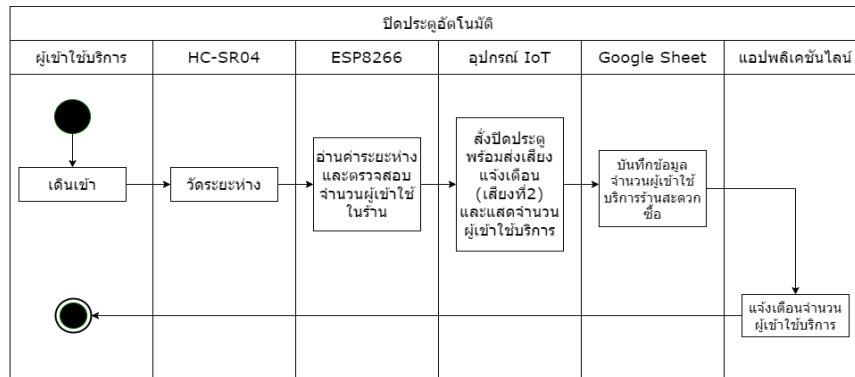 ปิดประตูอัตโนมัติ
ผู้เข้าใช้บริการ
HC-SR04
ESP8266
อุปกรณ์ IoT
Google Sheet
แอปพลิเคชันไลน์
เดินเข้า
วัดระยะห่าง
อ่านค่าระยะห่าง
และตรวจสอบ
จำนวนผู้เข้าใช้
ในร้าน
สั่งปิดประตู
พร้อมส่งเสียง
แจ้งเตือน
(เสียงที่2)
และแสดจำนวน
ผู้เข้าใช้บริการ
บันทึกข้อมูล
จำนวนผู้เข้าใช้
บริการร้านสะดวก
ซื้อ
แจ้งเตือนจำนวน
ผู้เข้าใช้บริการ